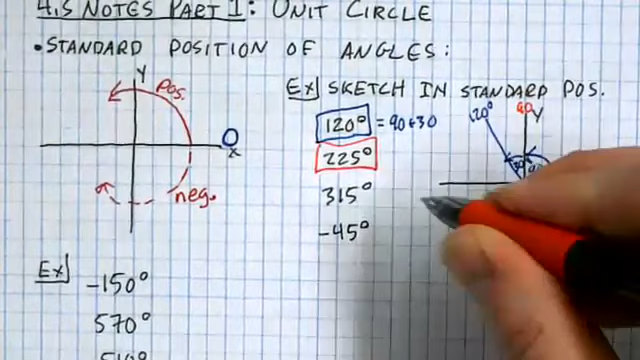 4.5 NOTES PART 1: UNIT CIRCLE
• STANDARD POSITION OF ANGLES:
Y
Pos.
0
x
neg.
Ex] SKETCH IN STANDARD POS.
120° = 90+30
225°
315°
-45°
120°
90
Y
Ex]
-150°
570°